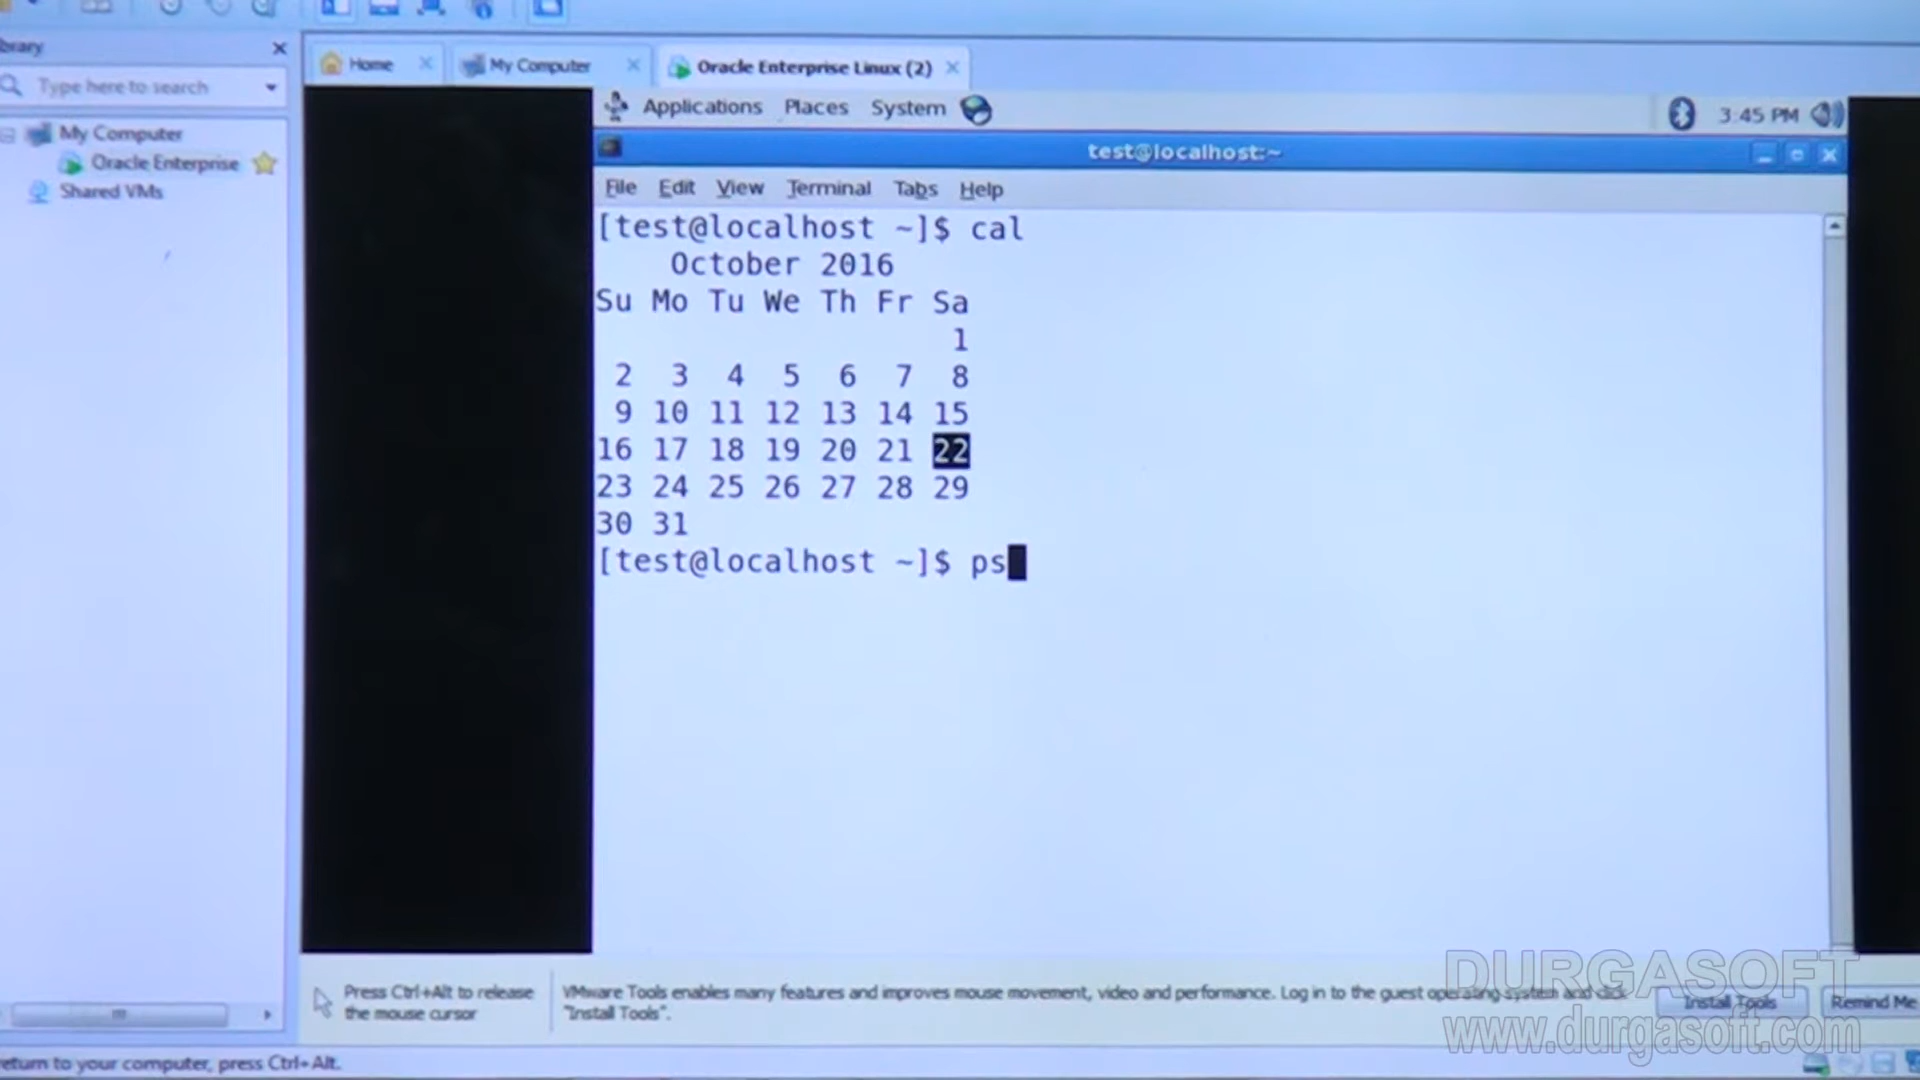 brary
Home
My Computer
Oracle Enterprise Linux (2)
Type here to search
Applications Places System
3:45 PM
My Computer
Oracle Enterprise
Shared VMs
test@localhost:~
File Edit View Terminal Tabs Help
[test@localhost ~]$ cal
October 2016
Su Mo Tu We Th Fr Sa
1
2 3 4 5 6 7 8
9 10 11 12 13 14 15
16 17 18 19 20 21 22
23 24 25 26 27 28 29
30 31
[test@localhost ~]$ ps
Press Ctrl+Alt to release
the mouse cursor
VMware Tools enables many features and improves mouse movement, video and performance. Log in to the guest operating system and click
"Install Tools".
Install Tools
Remind Me
DURGASOFT
www.durgasoft.com
eturn to your computer, press Ctrl+Alt.